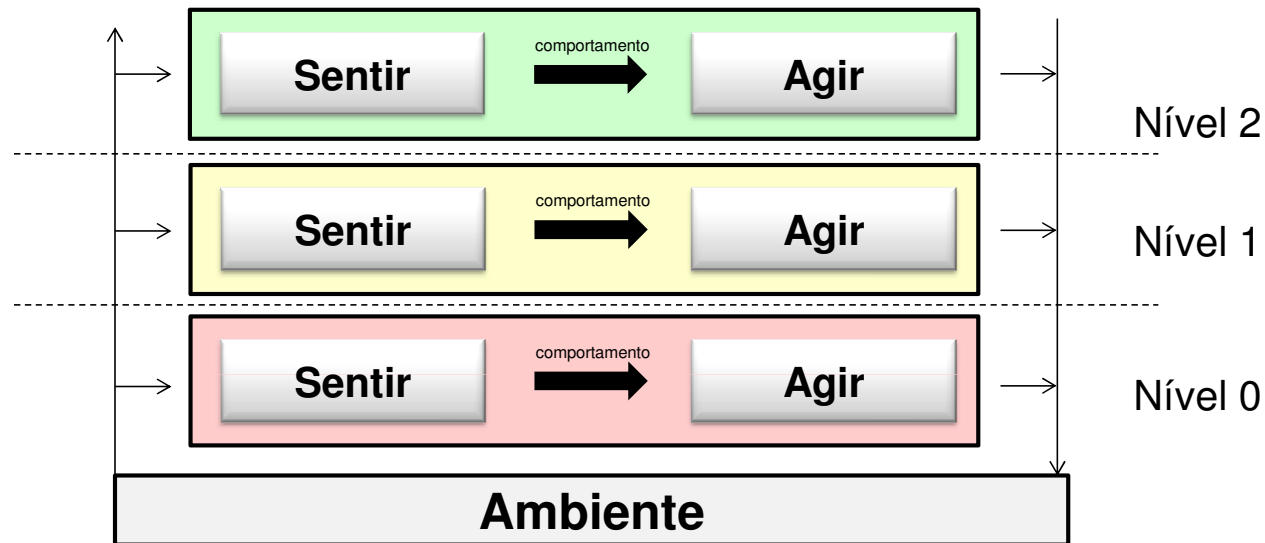 comportamento
Sentir
Agir
Nível 2
comportamento
Sentir
Agir
Nível 1
comportamento
Sentir
Agir
Nível 0
Ambiente